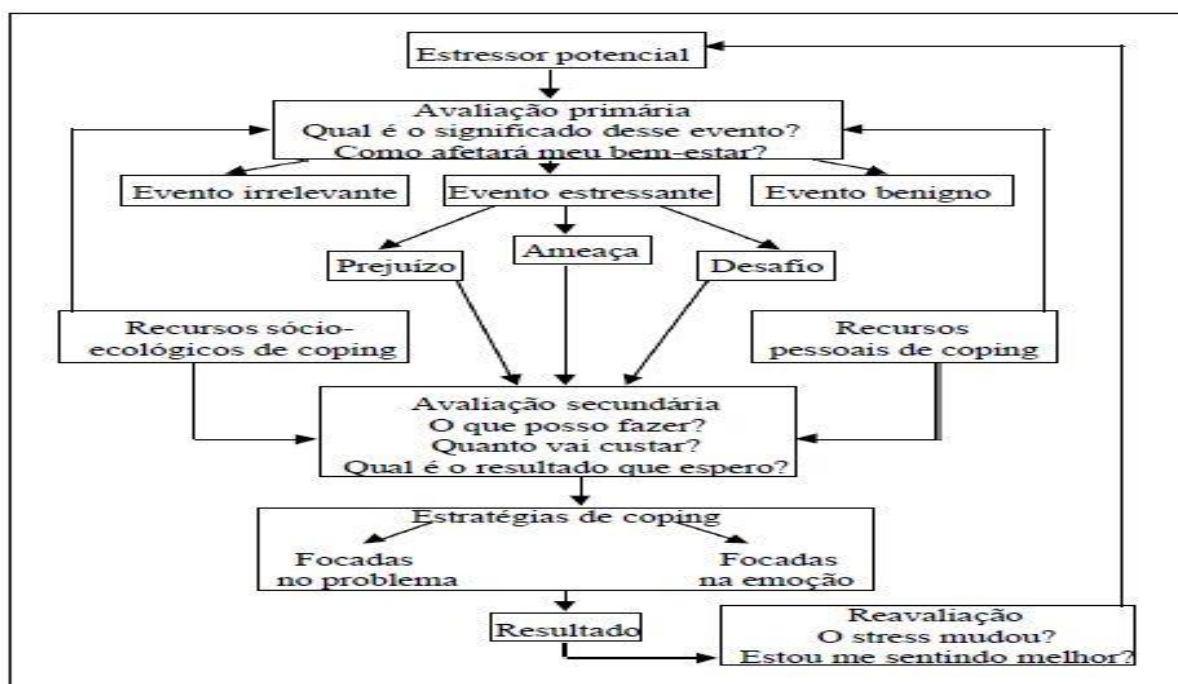 Estressor potencial
Avaliação primária
Qual é o significado desse evento?
Como afetará meu bem-estar?
Evento irrelevante
Evento estressante
Evento benigno
Prejuízo
Ameaça
Desafio
Recursos sócio-
ecológicos de coping
Recursos
pessoais de coping
Avaliação secundária
O que posso fazer?
Quanto vai custar?
Qual é o resultado que espero?
Estratégias de coping
Focadas
no problema
Focadas
na emoção
Resultado
Reavaliação
O stress mudou?
Estou me sentindo melhor?